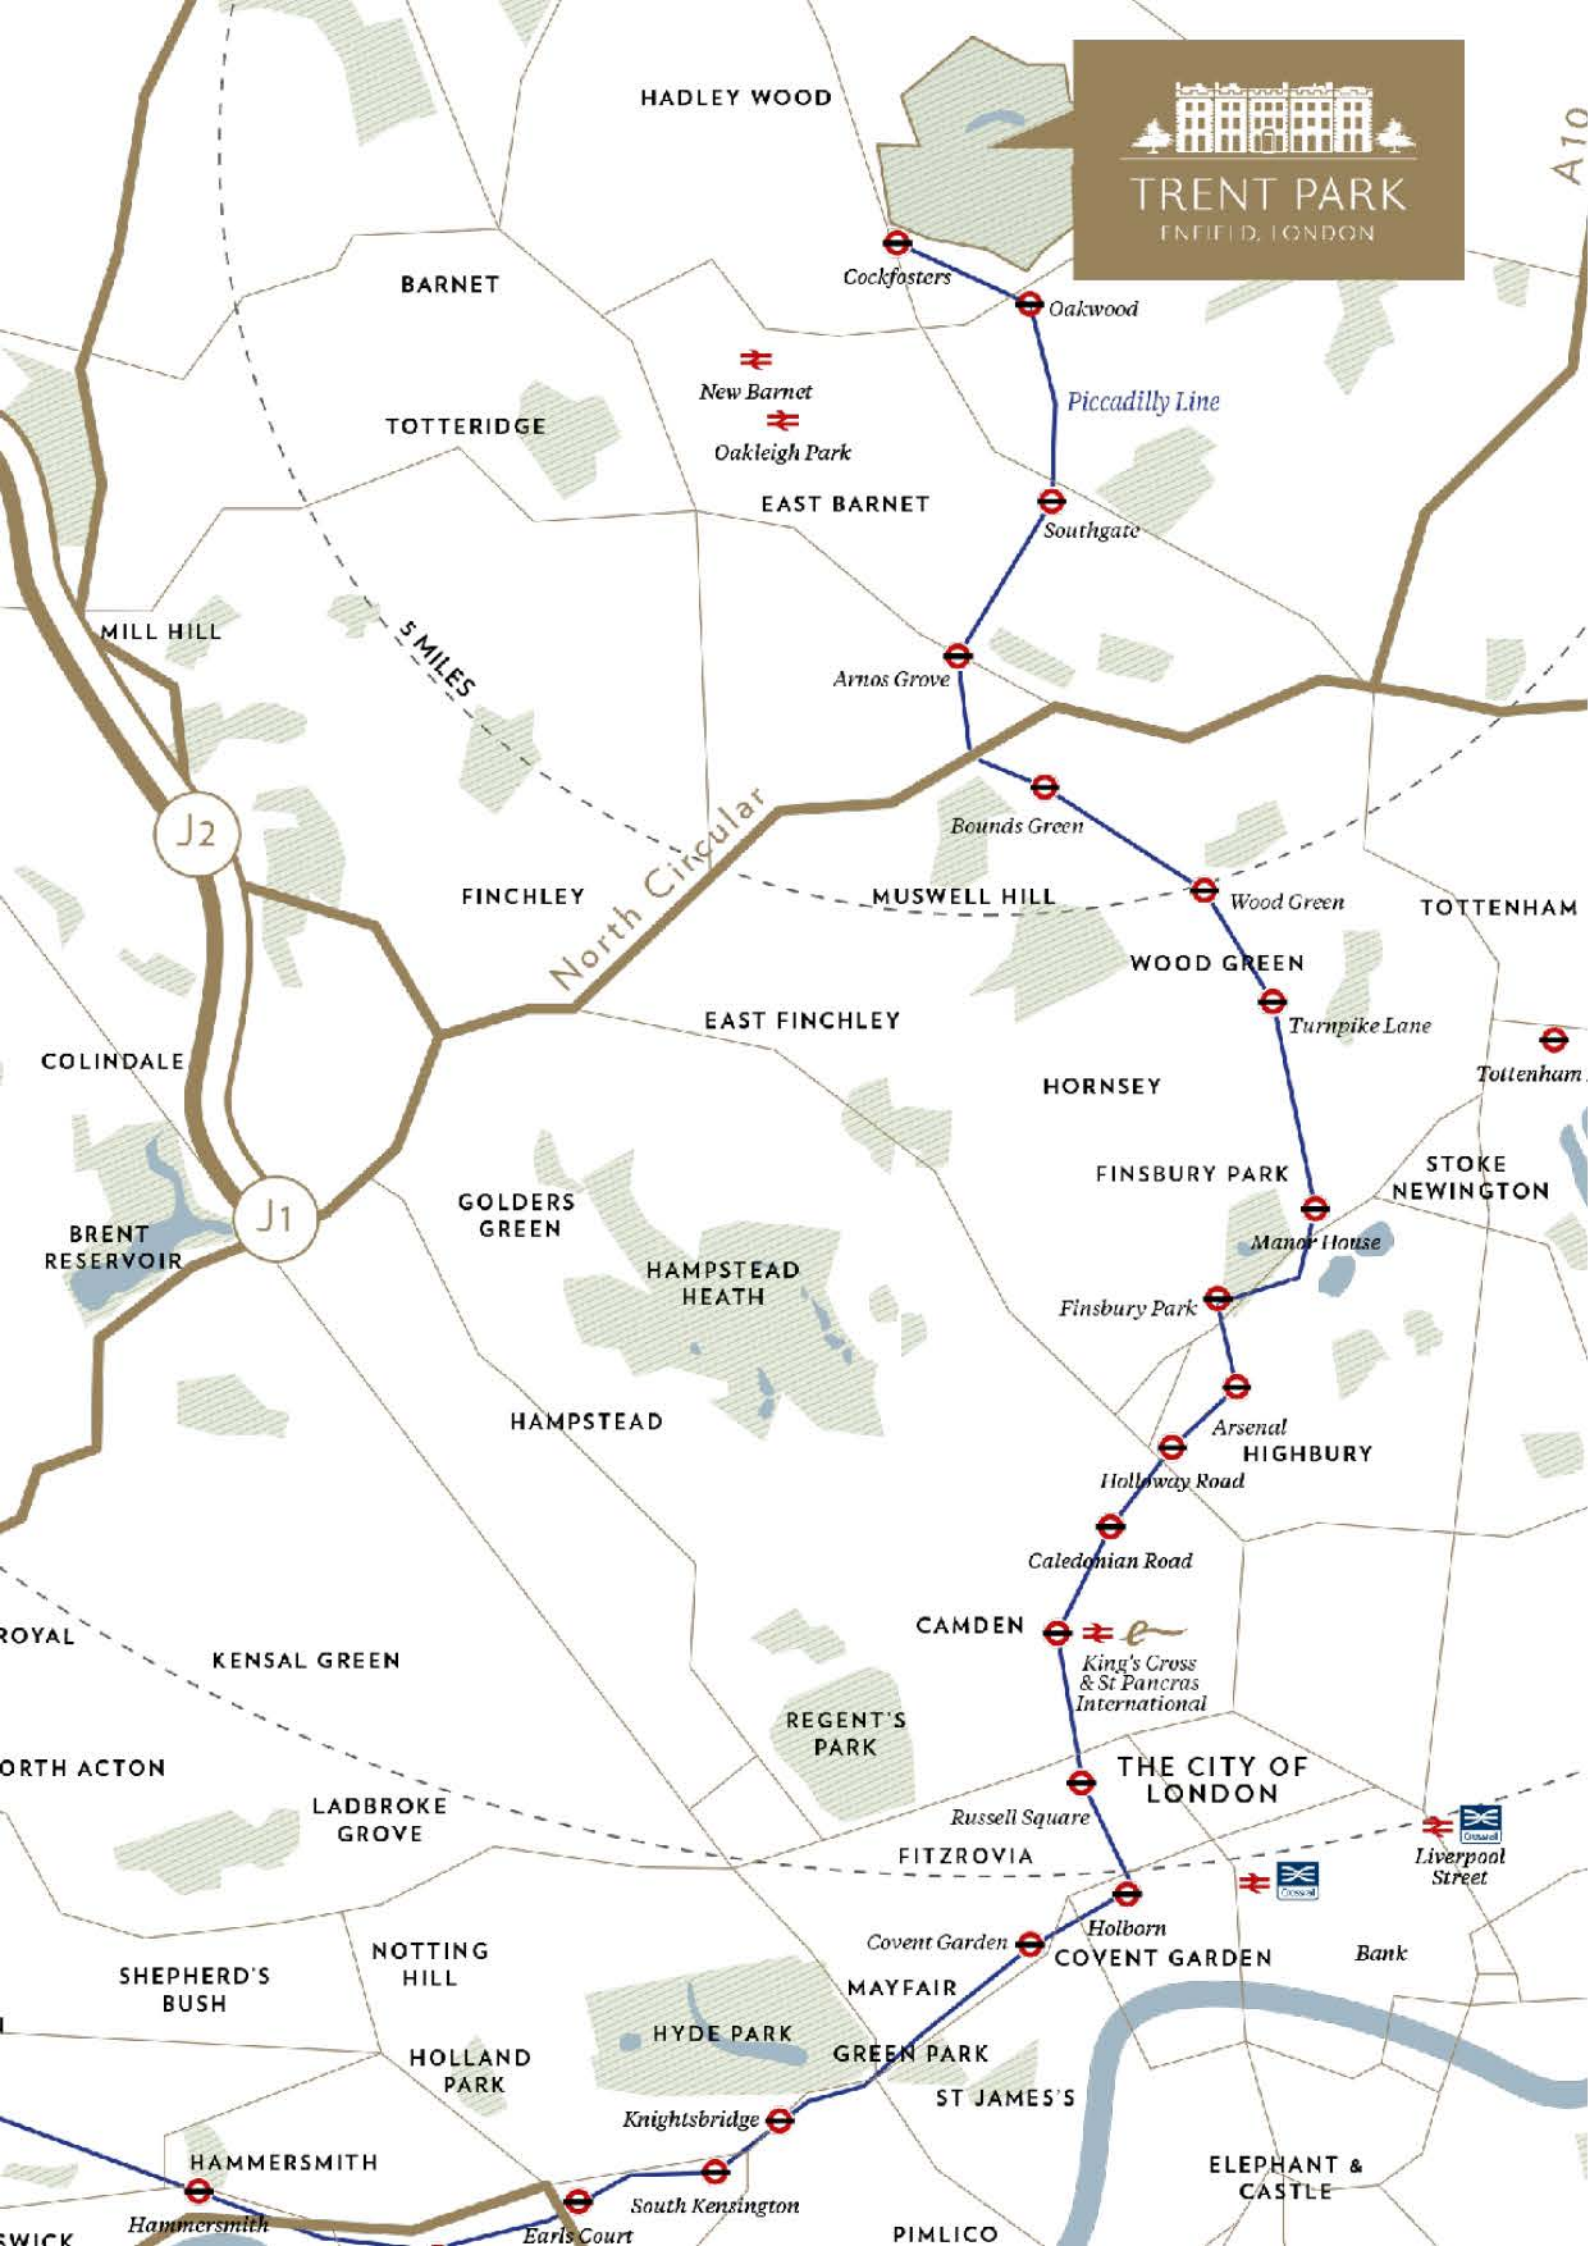 HADLEY WOOD
TRENT PARK
ENFIELD, LONDON
A10
Cockfosters
BARNET
Oakwood
New Barnet
Piccadilly Line
TOTTERIDGE
Oakleigh Park
EAST BARNET
Southgate
MILL HILL
5 MILES
Arnos Grove
J2
North Circular
Bounds Green
FINCHLEY
MUSWELL HILL
Wood Green
TOTTENHAM
WOOD GREEN
EAST FINCHLEY
Turnpike Lane
COLINDALE
Tottenham
HORNSEY
FINSBURY PARK
STOKE
NEWINGTON
GOLDERS
GREEN
J1
BRENT
RESERVOIR
Manor House
HAMPSTEAD
HEATH
Finsbury Park
HAMPSTEAD
Arsenal
HIGHBURY
Holloway Road
Caledonian Road
CAMDEN
e
King's Cross
& St Pancras
International
ROYAL
KENSAL GREEN
REGENT'S
PARK
ORTH ACTON
THE CITY OF
LONDON
LADBROKE
GROVE
Russell Square
Crossrail
FITZROVIA
Liverpool
Street
Crossrail
Holborn
Covent Garden
COVENT GARDEN
Bank
NOTTING
HILL
SHEPHERD'S
BUSH
MAYFAIR
HYDE PARK
GREEN PARK
HOLLAND
PARK
ST JAMES'S
Knightsbridge
HAMMERSMITH
ELEPHANT &
CASTLE
South Kensington
Hammersmith
Earls Court
PIMLICO
SWICK